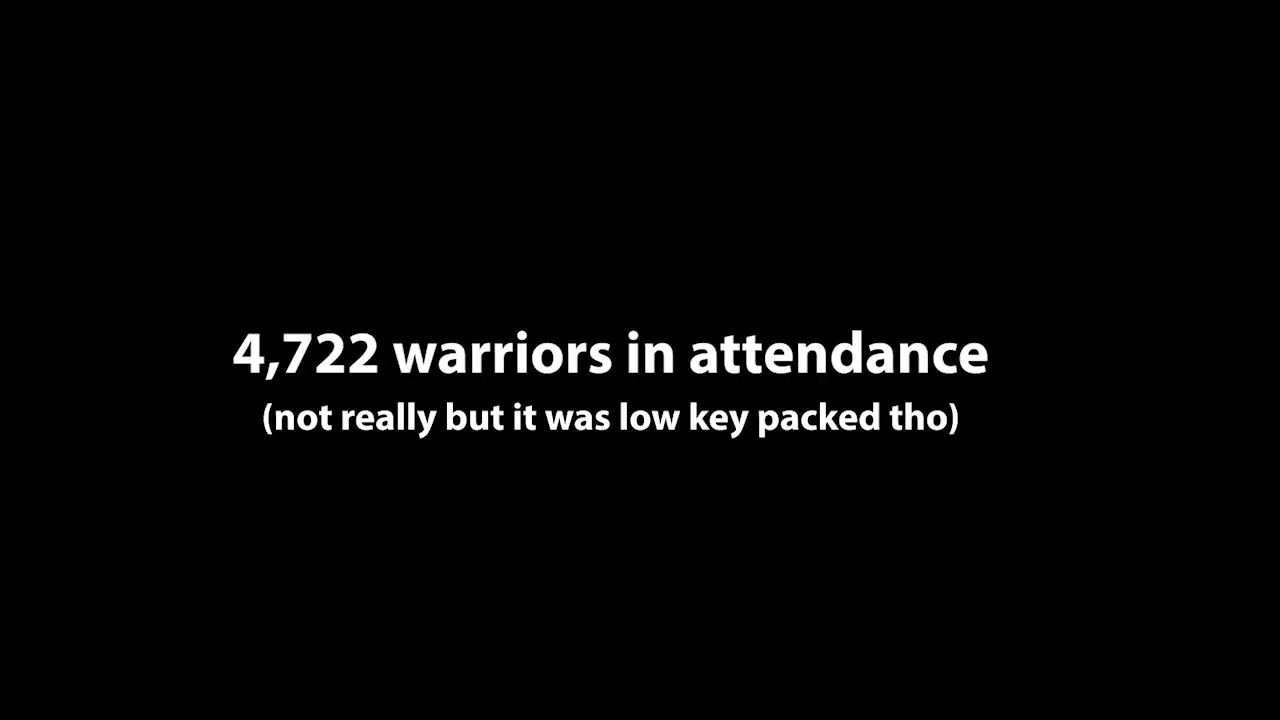 4,722 warriors in attendance
(not really but it was low key packed tho)